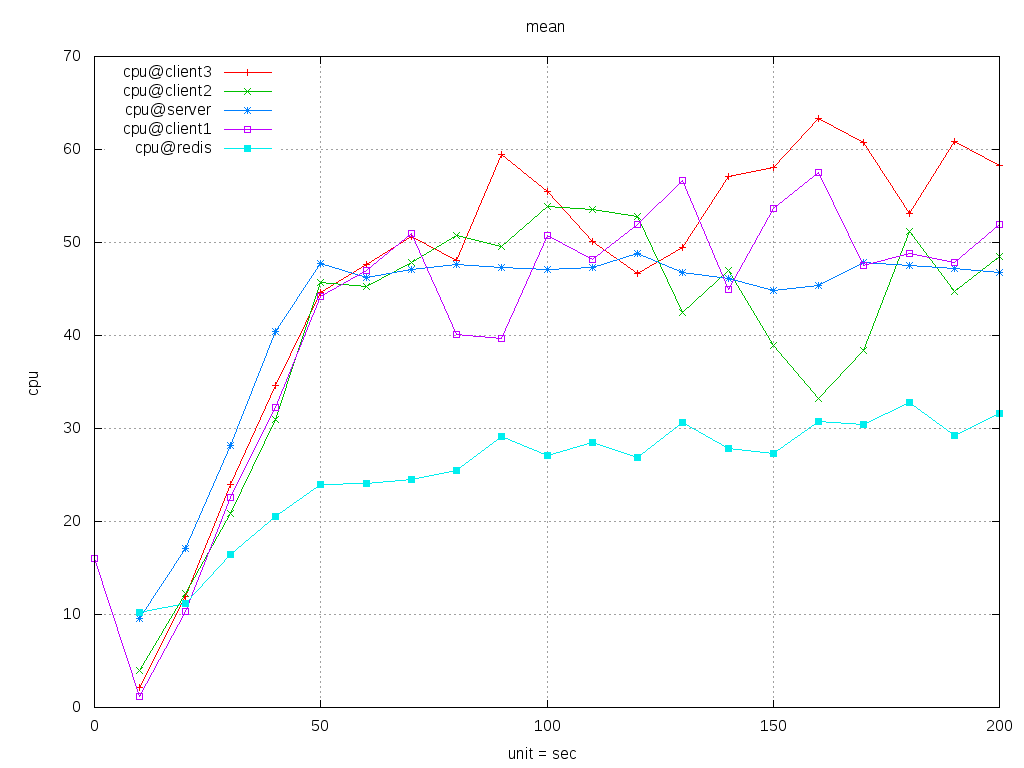 mean
70
60
50
40
30
20
10
0
cpu
cpu@client3
cpu@client2
cpu@server
cpu@client1
cpu@redis
0 50 100 150 200
unit = sec